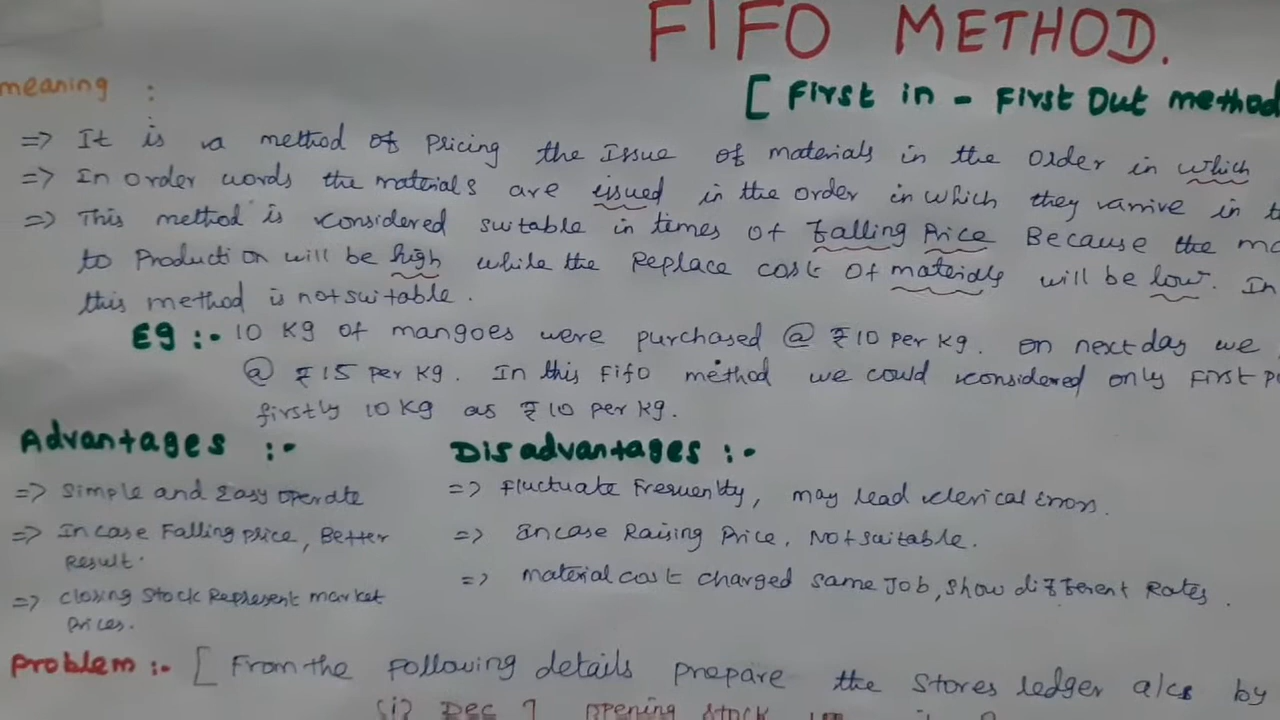 FIFO METHOD.
meaning :
[ First in - First Out method
=> It is a method of Pricing the Issue of materials in the order in which
=> In order words the materials are issued in the order in which they arrive in
=> This method is considered suitable in times of falling Price Because the
to Production will be high while the Replace cost of materials will be low. In
this method is not suitable.
Eg :- 10 Kg of mangoes were purchased @ ₹10 Per Kg. on next day we
@ ₹15 Per Kg. In this Fifo method we could considered only First
firstly 10 Kg as ₹10 per Kg.
Advantages :-
=> Simple and Easy operate
=> In case Falling price, Better
Result.
=> Closing Stock Represent market
Prices.
Disadvantages :-
=> Fluctuate Frequently, may lead clerical Errors.
=> Incase Raising Price, Not suitable.
=> material cost charged same Job, show different Rates.
Problem :- [ From the following details prepare the Stores ledger a/cs by
(i) Dec 1 opening Stock